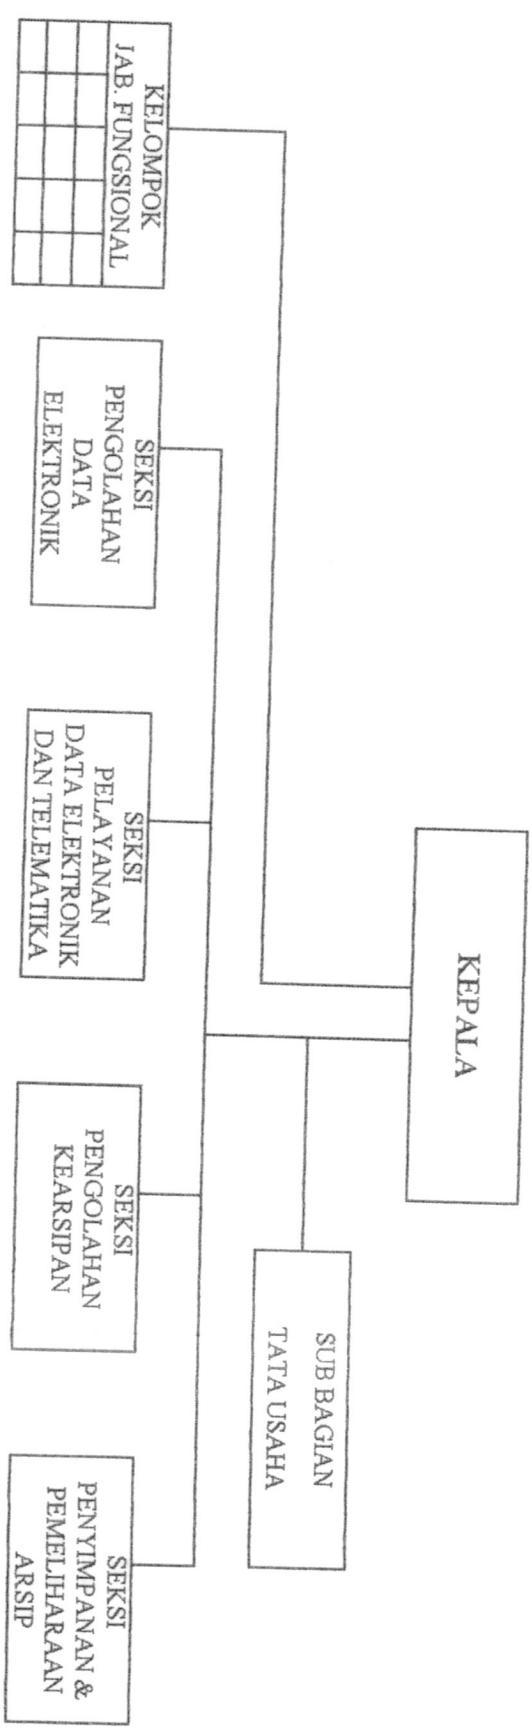 KEPALA
SUB BAGIAN
TATA USAHA
KELOMPOK
JAB. FUNGSIONAL
SEKSI
PENGOLAHAN
DATA
ELEKTRONIK
SEKSI
PELAYANAN
DATA ELEKTRONIK
DAN TELEMATIKA
SEKSI
PENGOLAHAN
KEARSIPAN
SEKSI
PENYIMPANAN &
PEMELIHARAAN
ARSIP